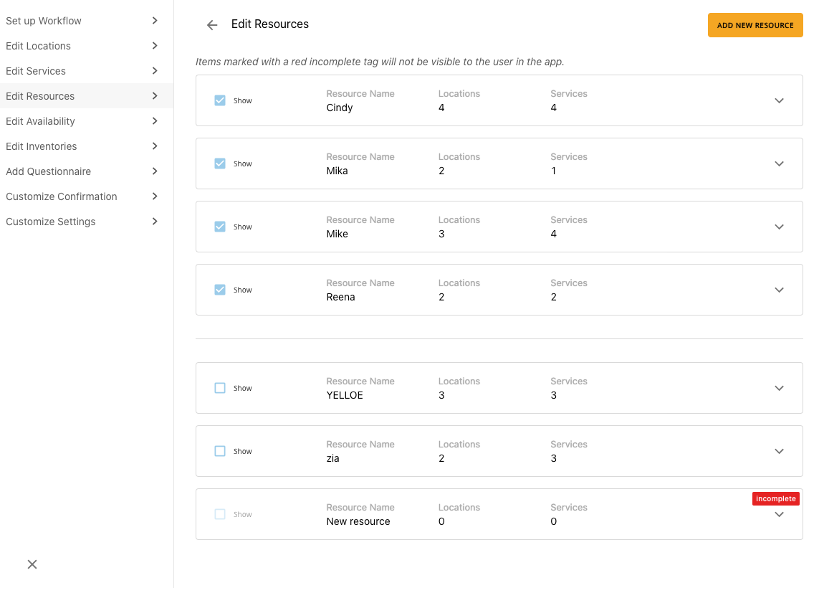 Set up Workflow
Edit Locations
Edit Services
Edit Resources
Edit Availability
Edit Inventories
Add Questionnaire
Customize Confirmation
Customize Settings
Edit Resources
ADD NEW RESOURCE
Items marked with a red incomplete tag will not be visible to the user in the app.
Show
Resource Name
Cindy
Locations
4
Services
4
Show
Resource Name
Mika
Locations
2
Services
1
Show
Resource Name
Mike
Locations
3
Services
4
Show
Resource Name
Reena
Locations
2
Services
2
Show
Resource Name
YELLOE
Locations
3
Services
3
Show
Resource Name
zia
Locations
2
Services
3
Incomplete
Show
Resource Name
New resource
Locations
0
Services
0